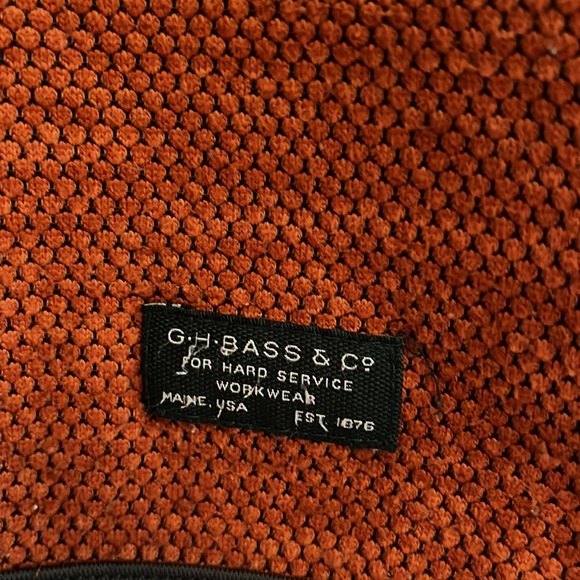 G.H.BASS & Cº
FOR HARD SERVICE
WORKWEAR
MAINE, USA EST 1876